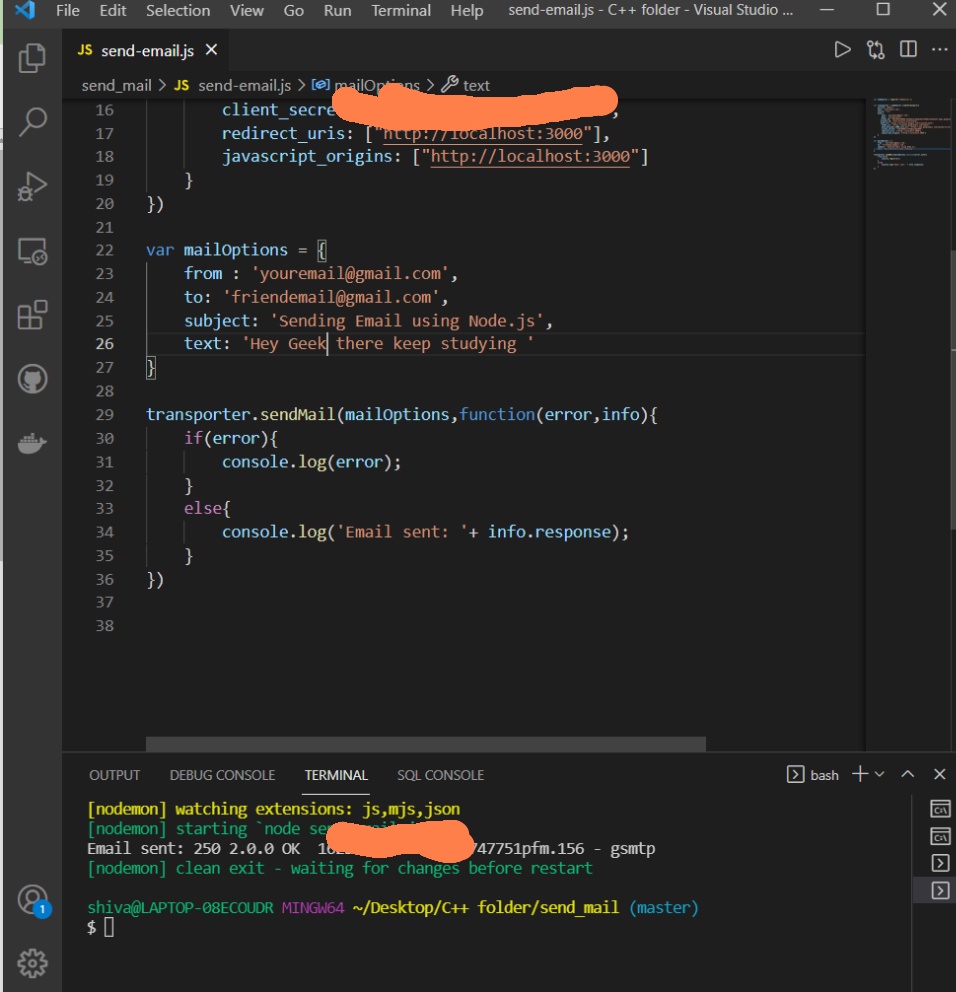 File Edit Selection View Go Run Terminal Help send-email.js - C++ folder - Visual Studio ...
JS send-email.js
send_mail > JS send-email.js > mailOptions > text
16 client_secre ,
17 redirect_uris: ["http://localhost:3000"],
18 javascript_origins: ["http://localhost:3000"]
19 }
20 })
21
22 var mailOptions = {
23 from : 'youremail@gmail.com',
24 to: 'friendemail@gmail.com',
25 subject: 'Sending Email using Node.js',
26 text: 'Hey Geek there keep studying '
27 }
28
29 transporter.sendMail(mailOptions,function(error,info){
30 if(error){
31 console.log(error);
32 }
33 else{
34 console.log('Email sent: '+ info.response);
35 }
36 })
37
38
OUTPUT DEBUG CONSOLE TERMINAL SQL CONSOLE bash
[nodemon] watching extensions: js,mjs,json
[nodemon] starting `node
Email sent: 250 2.0.0 OK 747751pfm.156 - gsmtp
[nodemon] clean exit - waiting for changes before restart
1
shiva@LAPTOP-08ECOUDR MINGW64 ~/Desktop/C++ folder/send_mail (master)
$